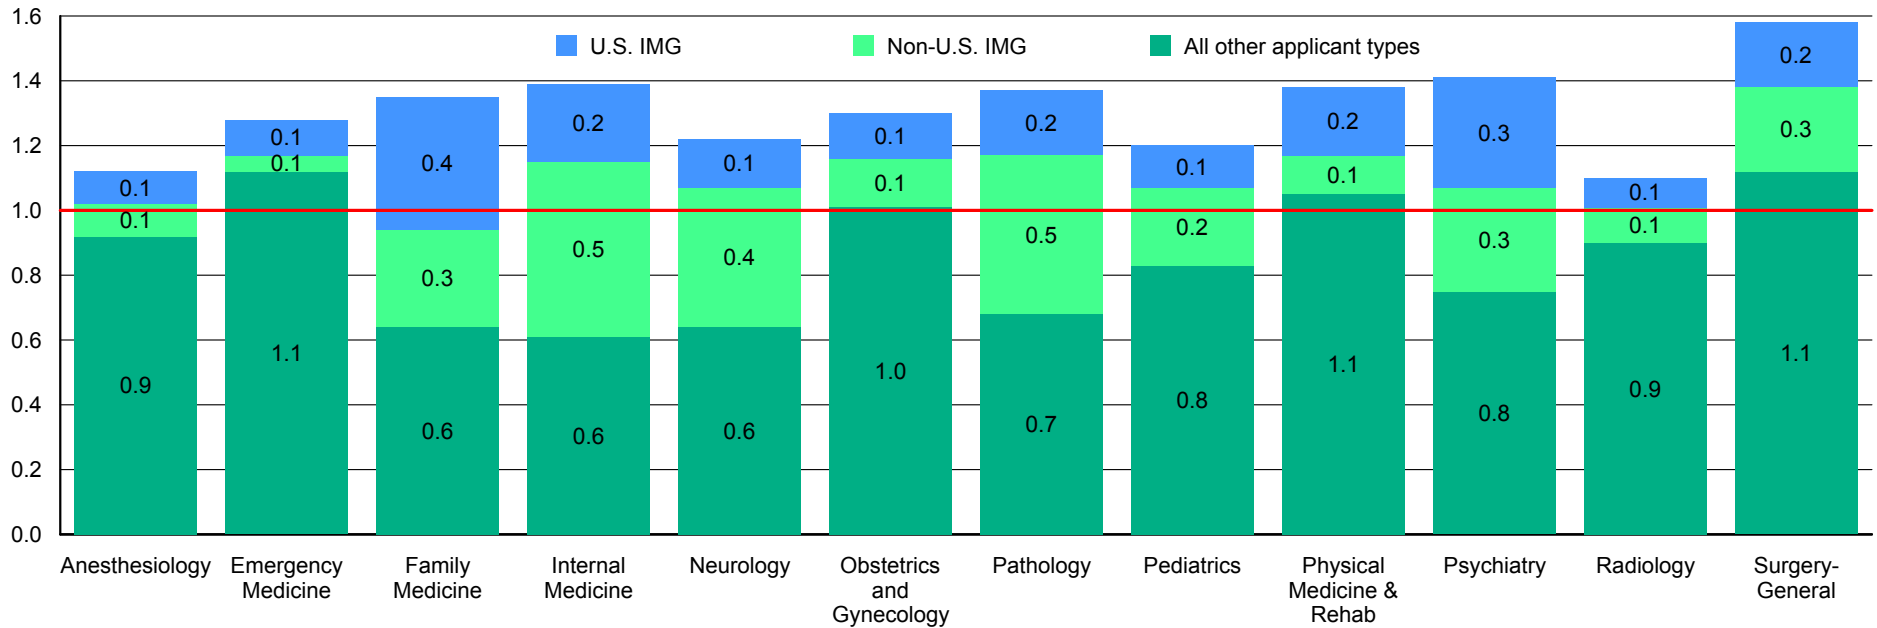 1.6
U.S. IMG
Non-U.S. IMG
All other applicant types
1.4
1.2
1.0
0.8
0.6
0.4
0.2
0.0
0.1
0.1
0.9
0.1
0.1
1.1
0.4
0.3
0.6
0.2
0.5
0.6
0.1
0.4
0.6
0.1
0.1
1.0
0.2
0.5
0.7
0.1
0.2
0.8
0.2
0.1
1.1
0.3
0.3
0.8
0.1
0.1
0.9
0.2
0.3
1.1
Anesthesiology
Emergency
Medicine
Family
Medicine
Internal
Medicine
Neurology
Obstetrics
and
Gynecology
Pathology
Pediatrics
Physical
Medicine &
Rehab
Psychiatry
Radiology
Surgery-
General